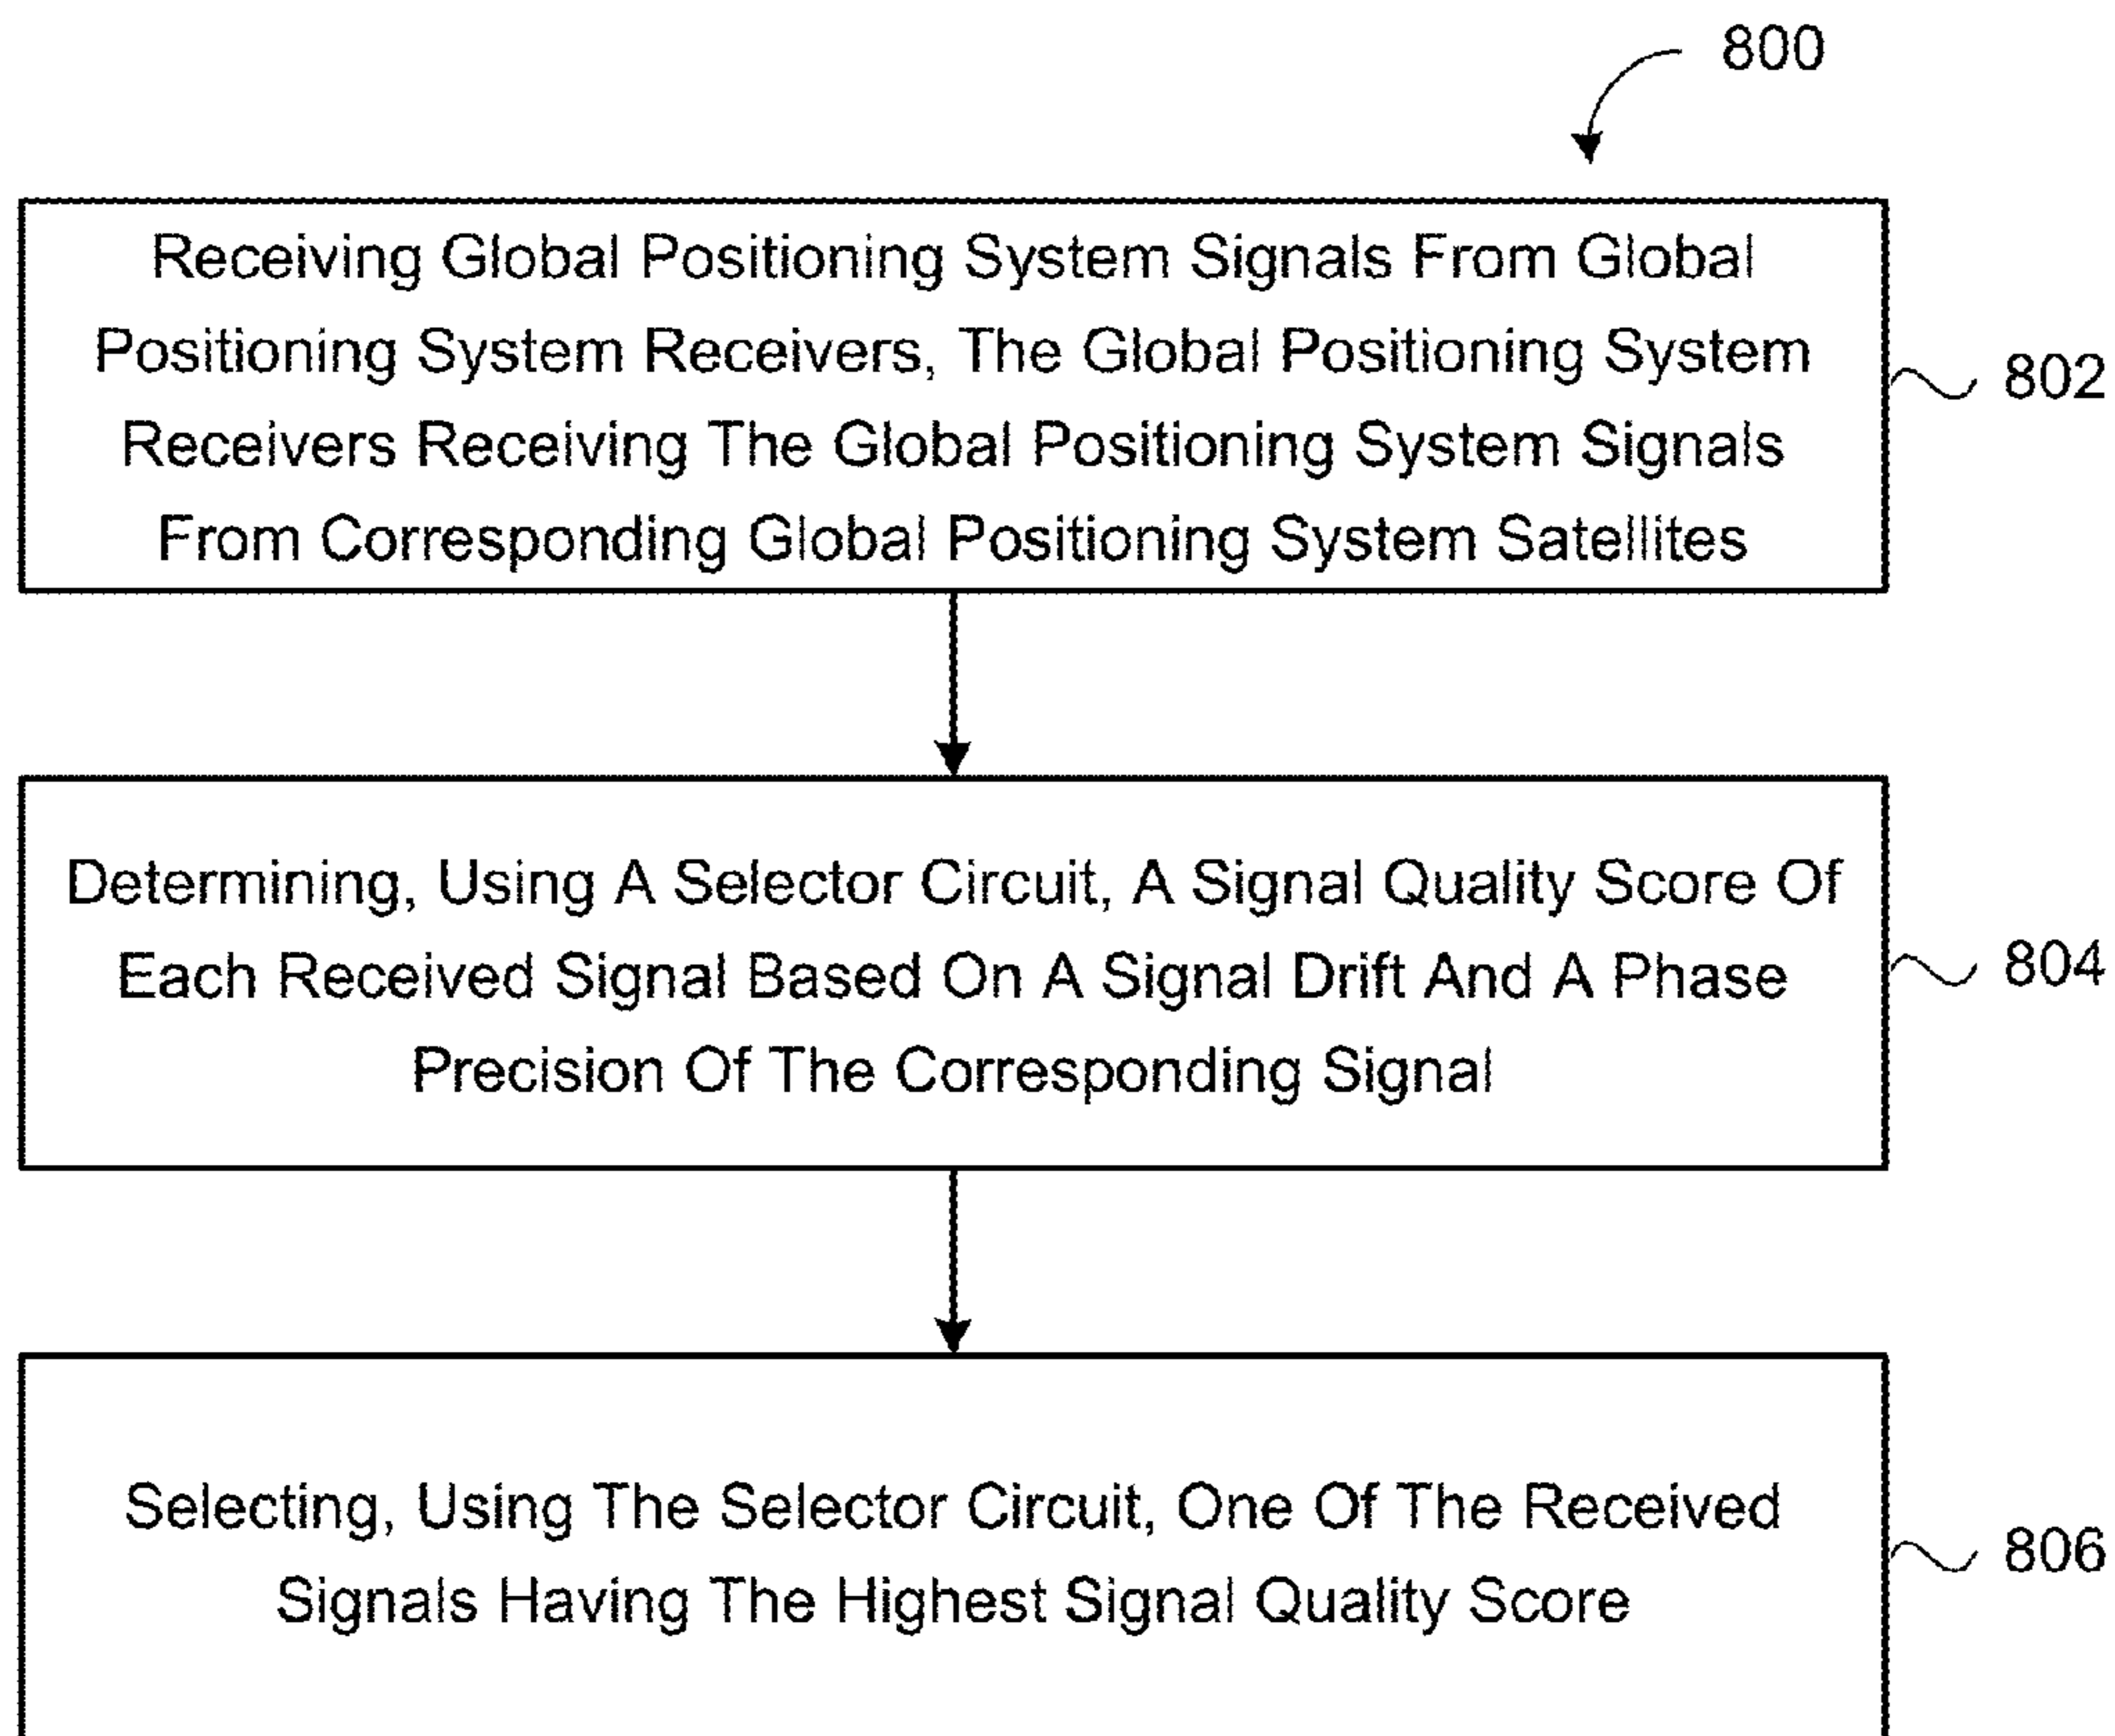 800
Receiving Global Positioning System Signals From Global
Positioning System Receivers, The Global Positioning System
Receivers Receiving The Global Positioning System Signals
From Corresponding Global Positioning System Satellites
802
Determining, Using A Selector Circuit, A Signal Quality Score Of
Each Received Signal Based On A Signal Drift And A Phase
Precision Of The Corresponding Signal
804
Selecting, Using The Selector Circuit, One Of The Received
Signals Having The Highest Signal Quality Score
806